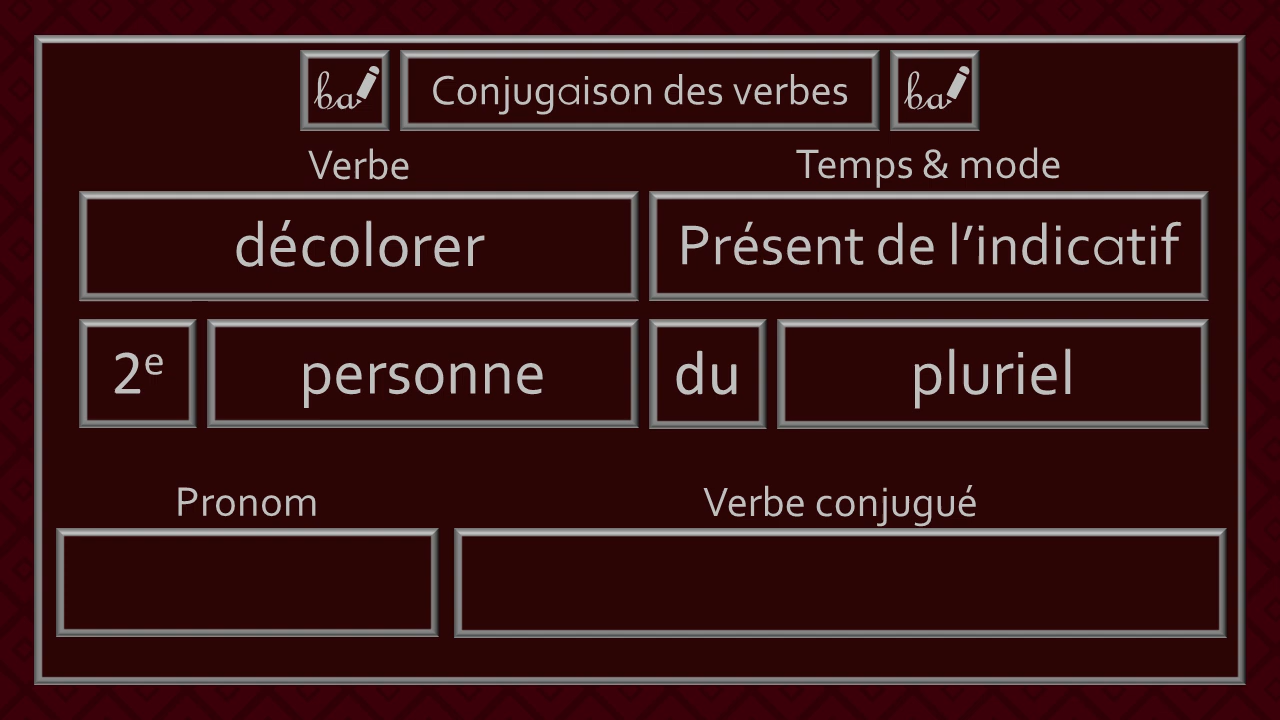 ba Conjugaison des verbes ba
Verbe
Temps & mode
décolorer
Présent de l’indicatif
2e personne du pluriel
Pronom
Verbe conjugué